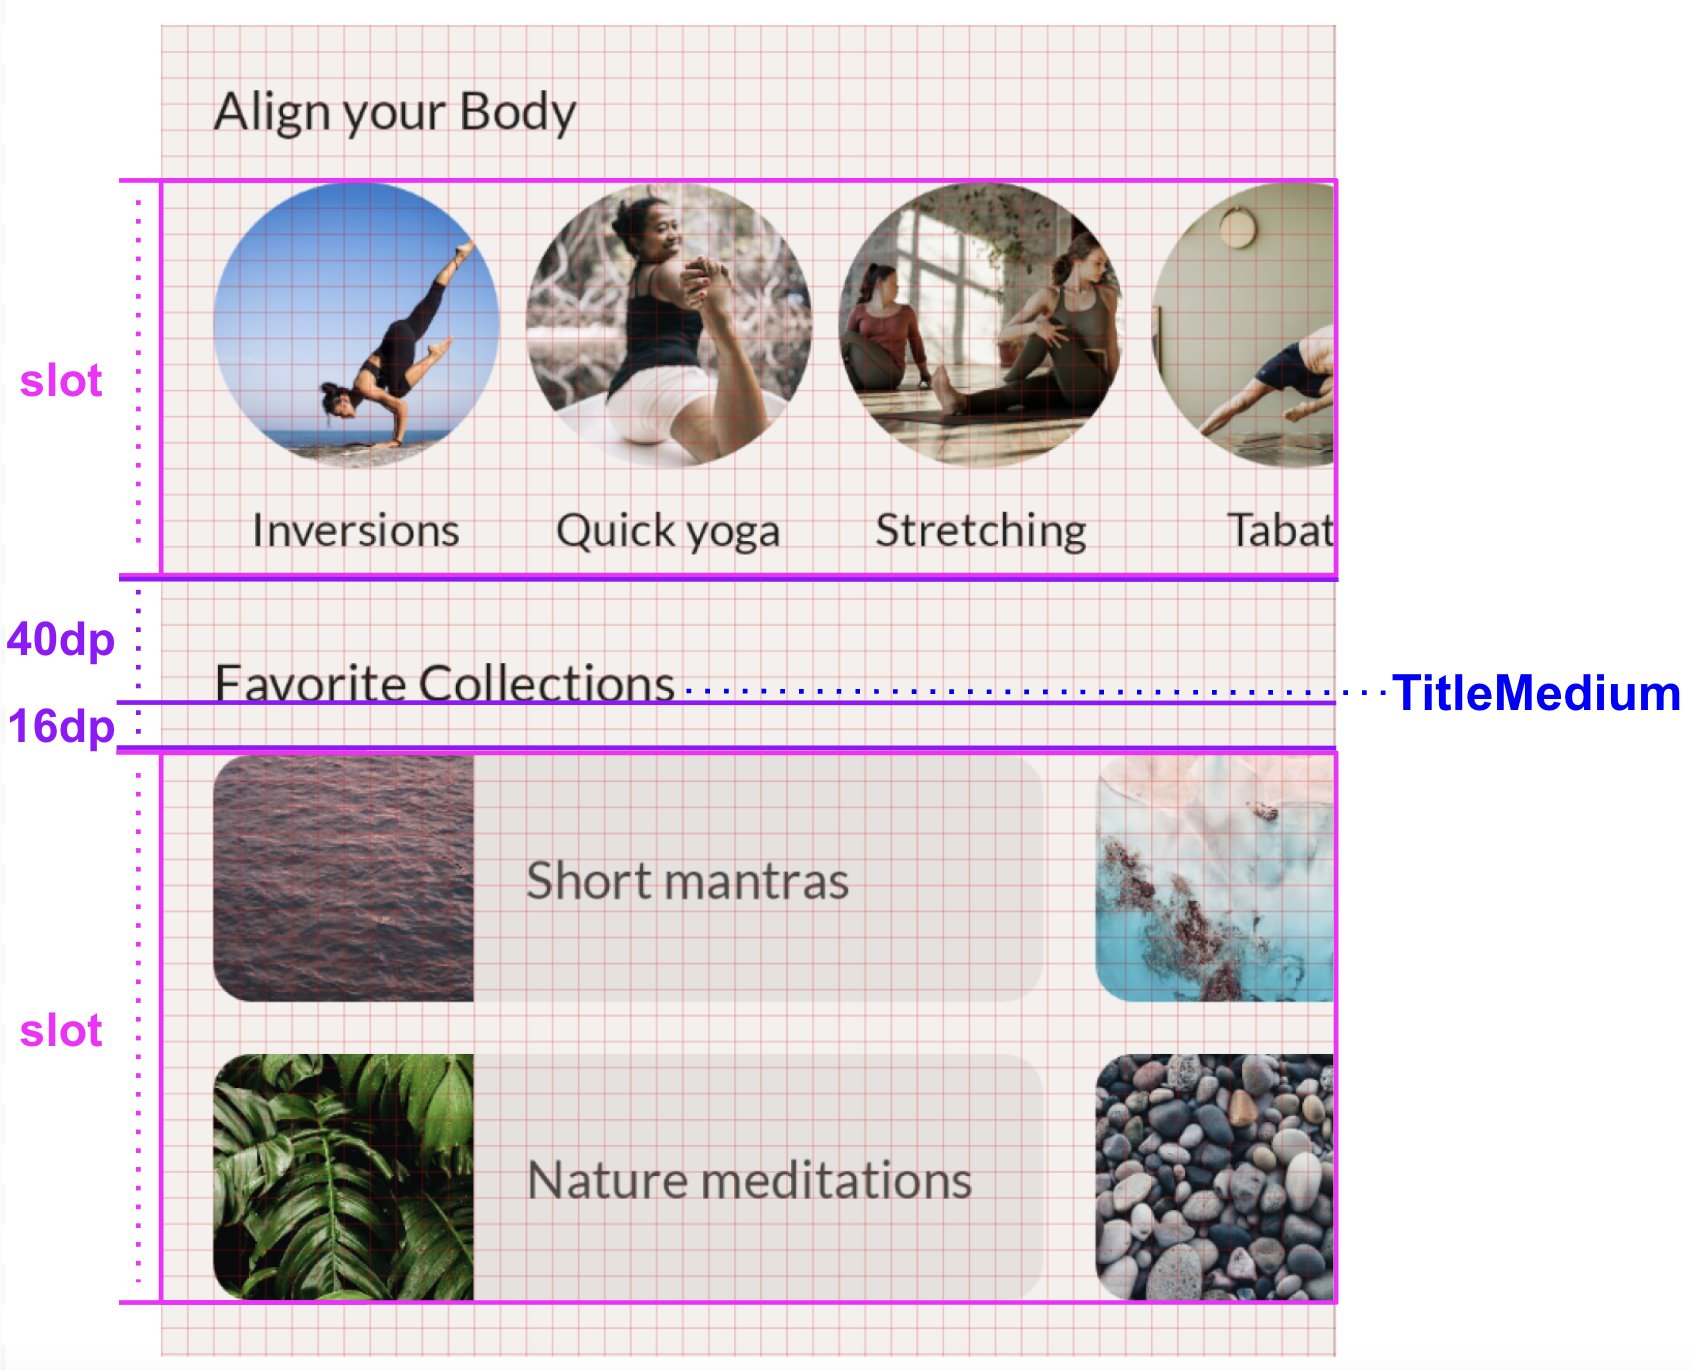 Align your Body
slot
Inversions
Quick yoga
Stretching
Tabat
40dp
Favorite Collections
TitleMedium
16dp
Short mantras
slot
Nature meditations